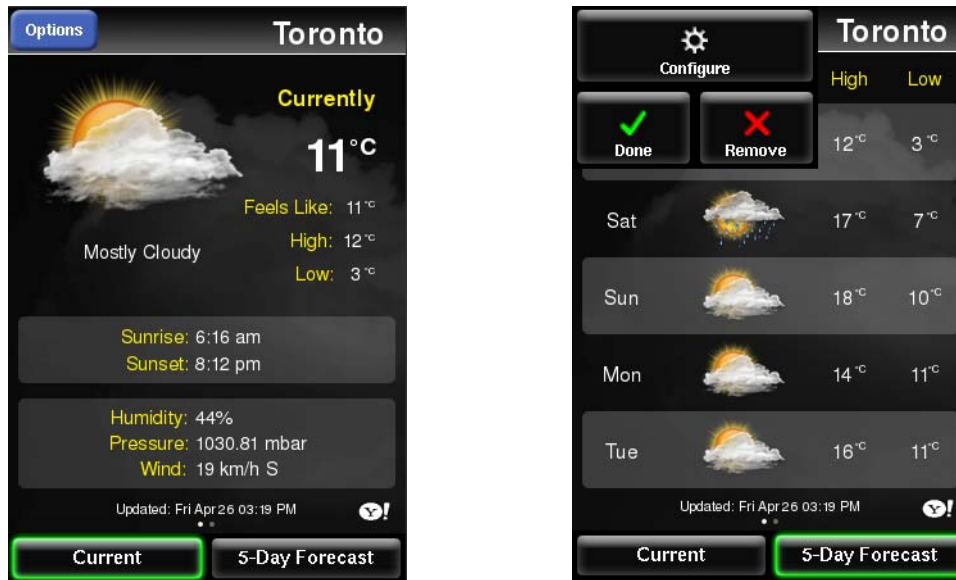 Options
Toronto
Currently
11°C
Feels Like: 11°C
High: 12°C
Low: 3°C
Mostly Cloudy
Sunrise: 6:16 am
Sunset: 8:12 pm
Humidity: 44%
Pressure: 1030.81 mbar
Wind: 19 km/h S
Updated: Fri Apr 26 03:19 PM
Y!
Current
5-Day Forecast
Configure
Done
Remove
Toronto
High Low
12°C 3°C
Sat 17°C 7°C
Sun 18°C 10°C
Mon 14°C 11°C
Tue 16°C 11°C
Updated: Fri Apr 26 03:19 PM
Y!
Current
5-Day Forecast